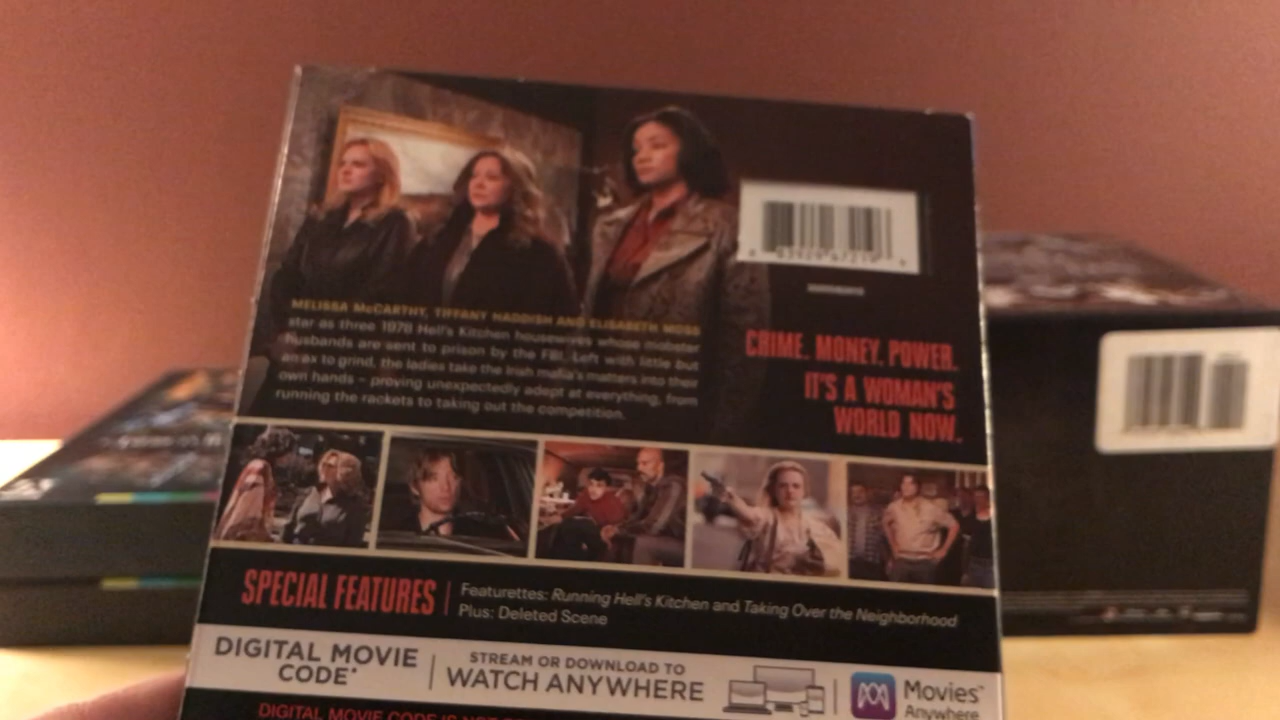 MELISSA McCARTHY, TIFFANY HADDISH AND ELISABETH MOSS
star as three 1978 Hell's Kitchen housewives whose mobster
husbands are sent to prison by the FBI. Left with little but
an ax to grind, the ladies take the Irish mafia's matters into their
own hands – proving unexpectedly adept at everything, from
running the rackets to taking out the competition.
CRIME. MONEY. POWER.
IT'S A WOMAN'S
WORLD NOW.
SPECIAL FEATURES
Featurettes: Running Hell's Kitchen and Taking Over the Neighborhood
Plus: Deleted Scene
DIGITAL MOVIE
CODE*
STREAM OR DOWNLOAD TO
WATCH ANYWHERE
Movies™
Anywhere
DIGITAL MOVIE CODE IS NOT